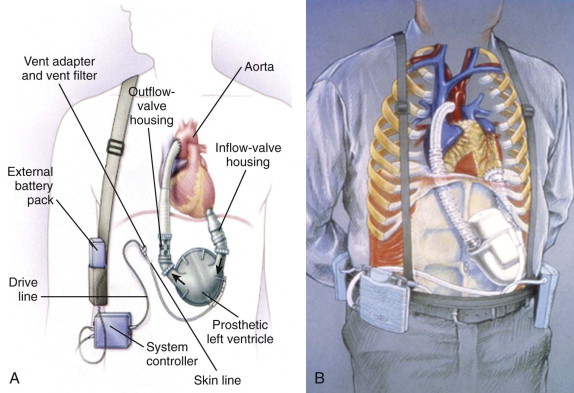 Vent adapter
and vent filter
Outflow-
valve
housing
Aorta
Inflow-valve
housing
External
battery
pack
Drive
line
Prosthetic
left ventricle
System
controller
Skin line
A
B